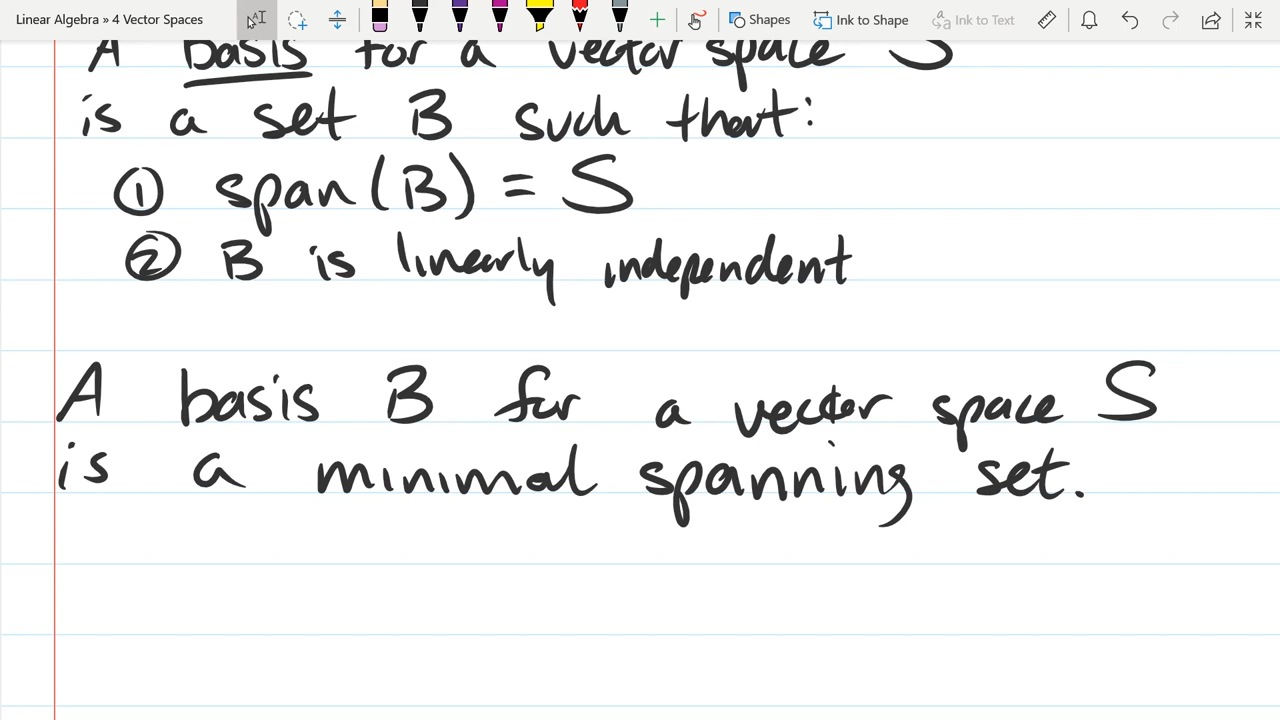 Linear Algebra » 4 Vector Spaces
Shapes
Ink to Shape
Ink to Text
A basis for a vector space S
is a set B such that:
① span(B) = S
② B is linearly independent
A basis B for a vector space S
is a minimal spanning set.